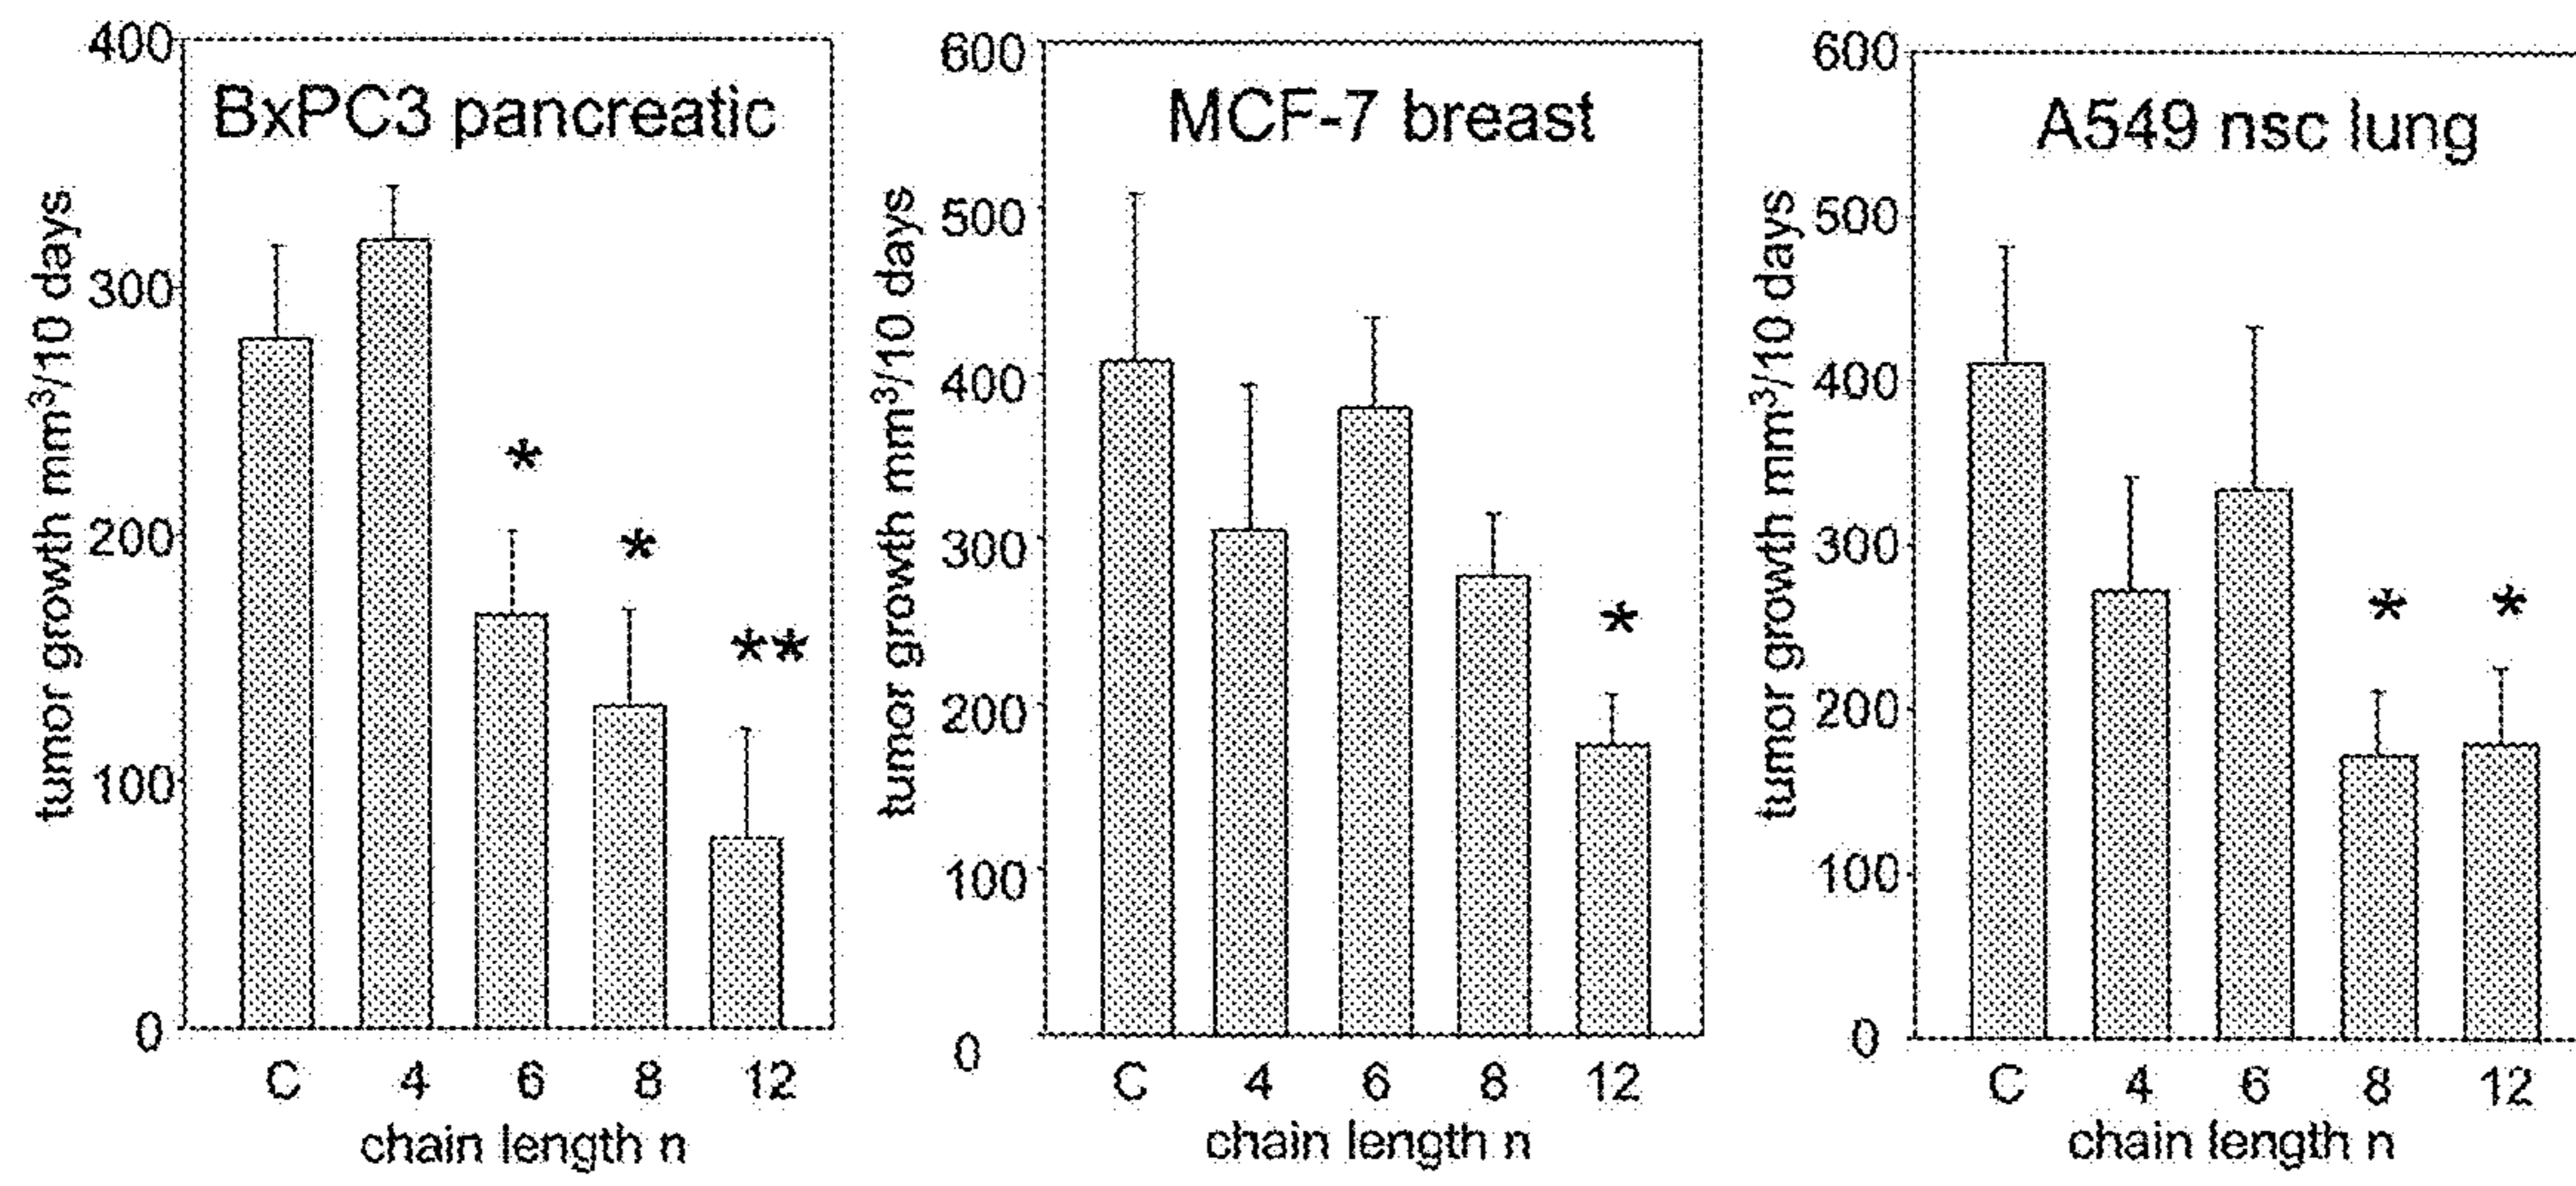 BxPC3 pancreatic
tumor growth mm³/10 days
400
300
200
100
0
*
*
**
C 4 6 8 12
chain length n
MCF-7 breast
tumor growth mm³/10 days
600
500
400
300
200
100
0
*
C 4 6 8 12
chain length n
A549 nsc lung
tumor growth mm³/10 days
600
500
400
300
200
100
0
*
*
C 4 6 8 12
chain length n